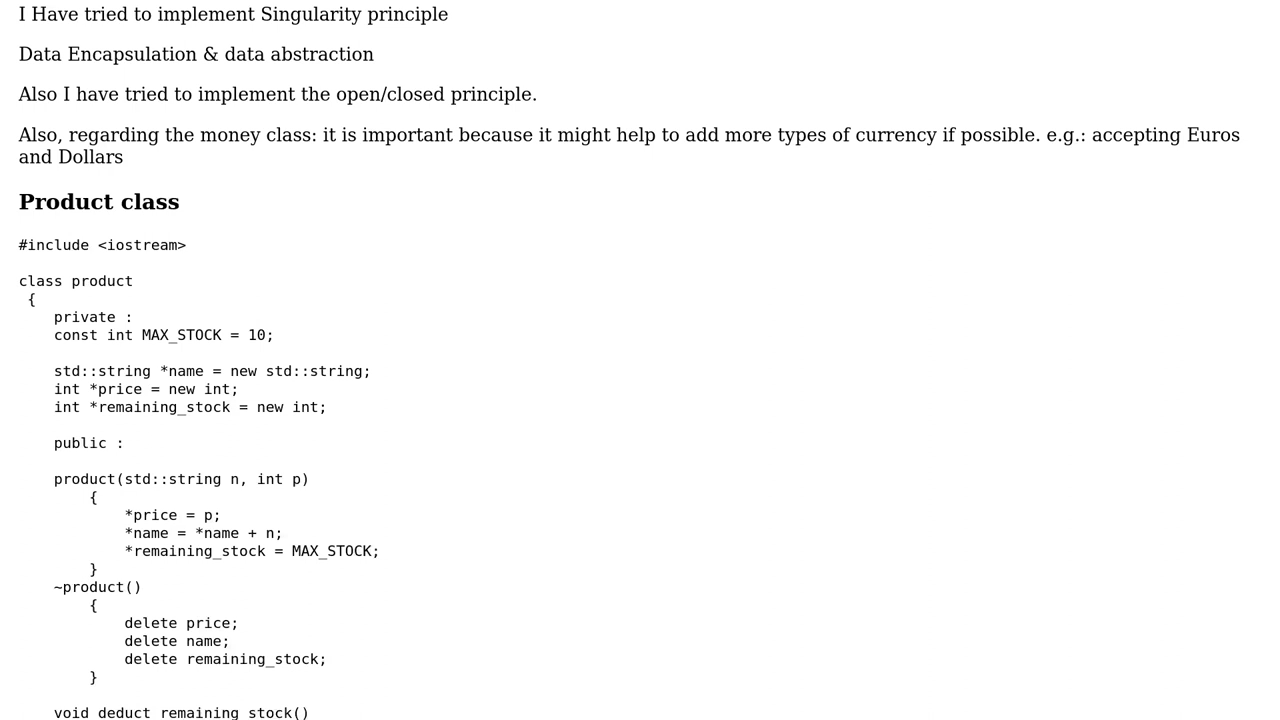 I Have tried to implement Singularity principle
Data Encapsulation & data abstraction
Also I have tried to implement the open/closed principle.
Also, regarding the money class: it is important because it might help to add more types of currency if possible. e.g.: accepting Euros
and Dollars
Product class
#include <iostream>
class product
 {
    private :
    const int MAX_STOCK = 10;
    std::string *name = new std::string;
    int *price = new int;
    int *remaining_stock = new int;
    public :
    product(std::string n, int p)
        {
            *price = p;
            *name = *name + n;
            *remaining_stock = MAX_STOCK;
        }
    ~product()
        {
            delete price;
            delete name;
            delete remaining_stock;
        }
    void deduct_remaining_stock()